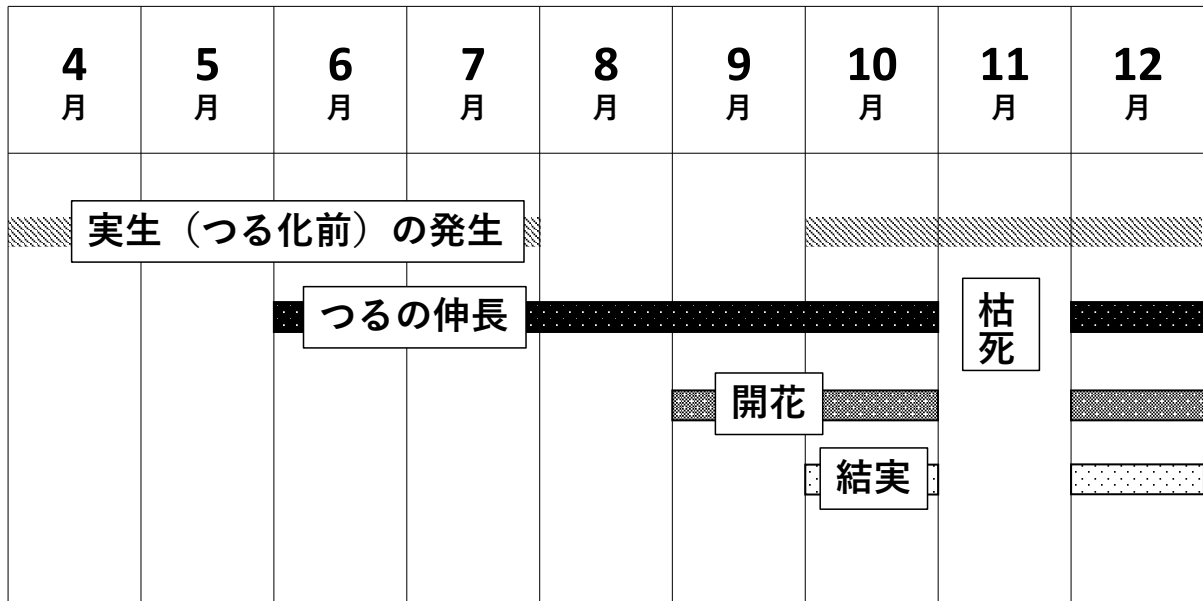 4 5 6 7 8 9 10 11 12
月 月 月 月 月 月 月 月 月
実生（つる化前）の発生
つるの伸長
枯
死
開花
結実